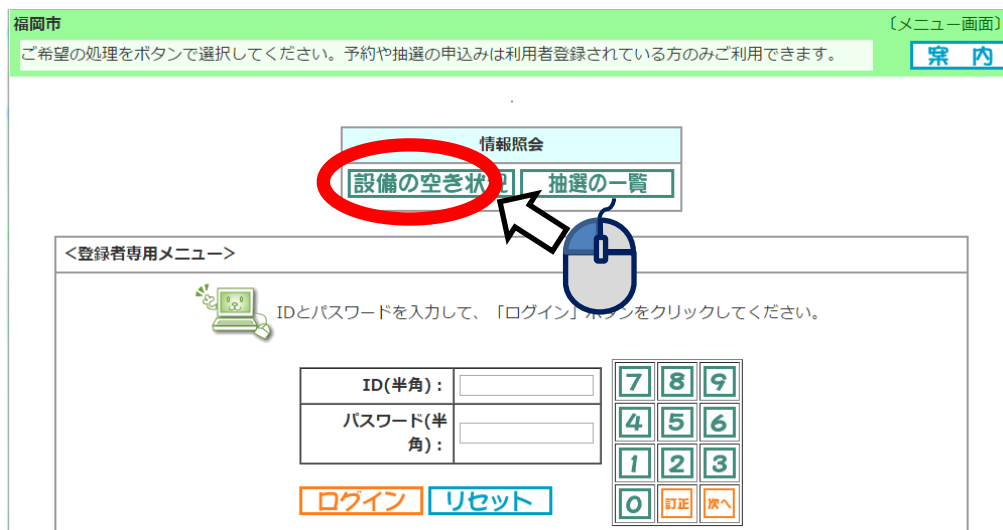 福岡市
〔メニュー画面〕
ご希望の処理をボタンで選択してください。予約や抽選の申込みは利用者登録されている方のみご利用できます。
案内
情報照会
設備の空き状況 抽選の一覧
<登録者専用メニュー>
IDとパスワードを入力して、「ログイン」ボタンをクリックしてください。
ID(半角)：
パスワード(半
角)：
7 8 9
4 5 6
1 2 3
0 訂正 次へ
ログイン リセット